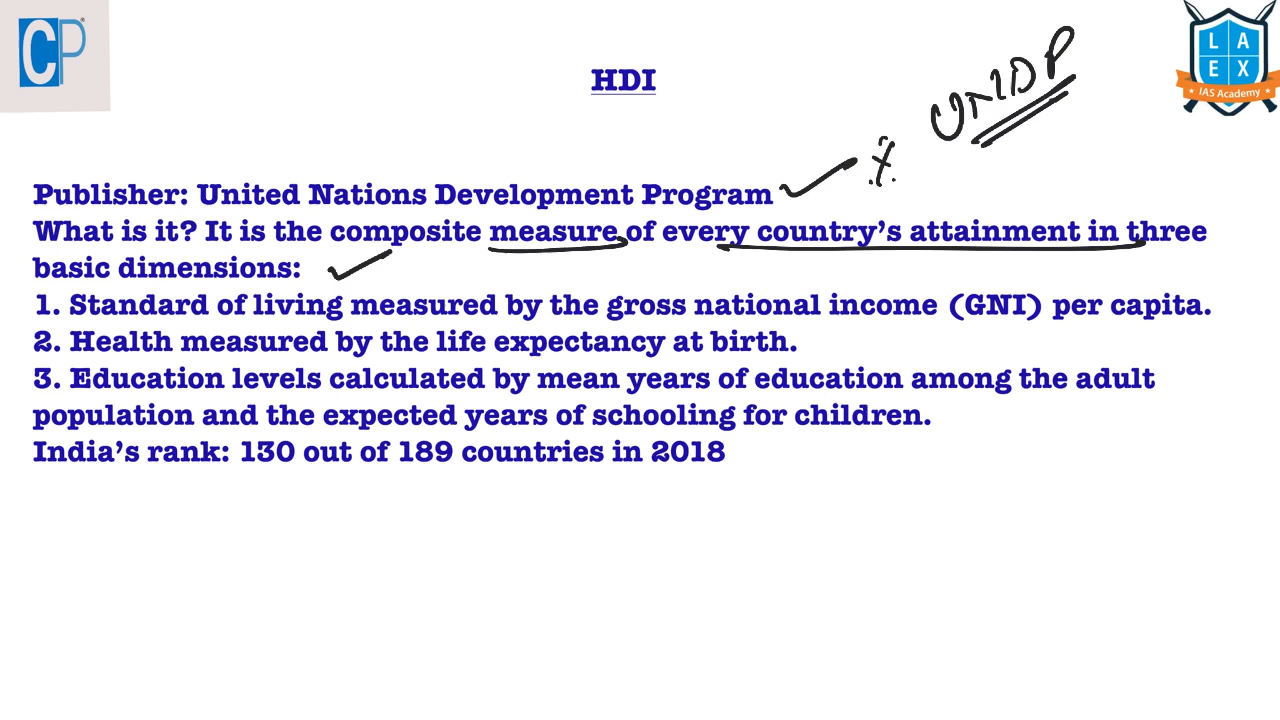 CP
HDI
UNDP
L A
E X
IAS Academy
Publisher: United Nations Development Program
What is it? It is the composite measure of every country's attainment in three
basic dimensions:
1. Standard of living measured by the gross national income (GNI) per capita.
2. Health measured by the life expectancy at birth.
3. Education levels calculated by mean years of education among the adult
population and the expected years of schooling for children.
India's rank: 130 out of 189 countries in 2018